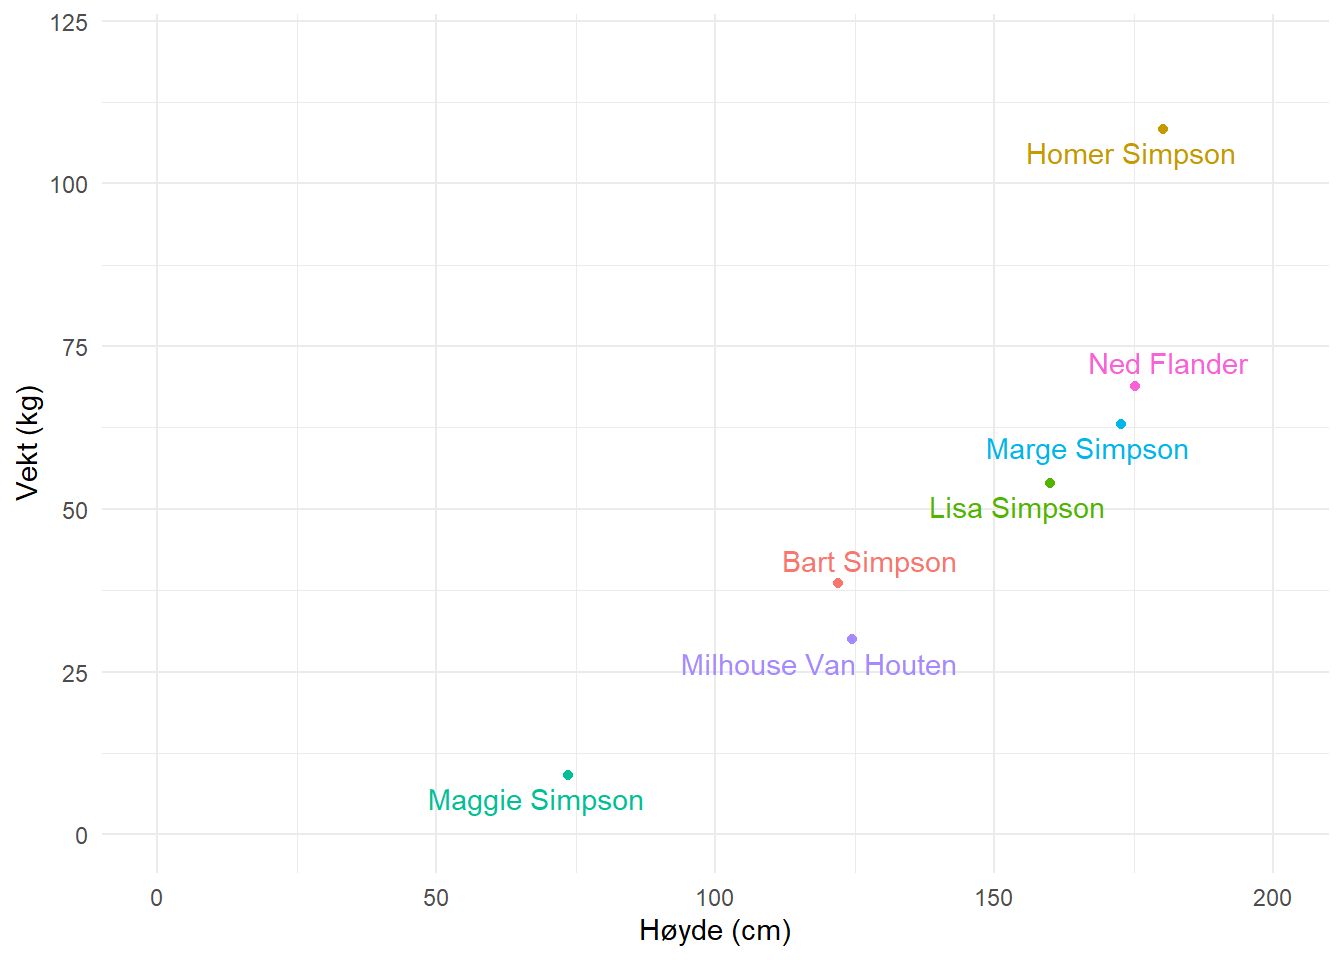 125
Homer Simpson
100
75
Ned Flander
Marge Simpson
50
Lisa Simpson
Bart Simpson
Milhouse Van Houten
25
Maggie Simpson
0
Vekt (kg)
0 50 100 150 200
Høyde (cm)